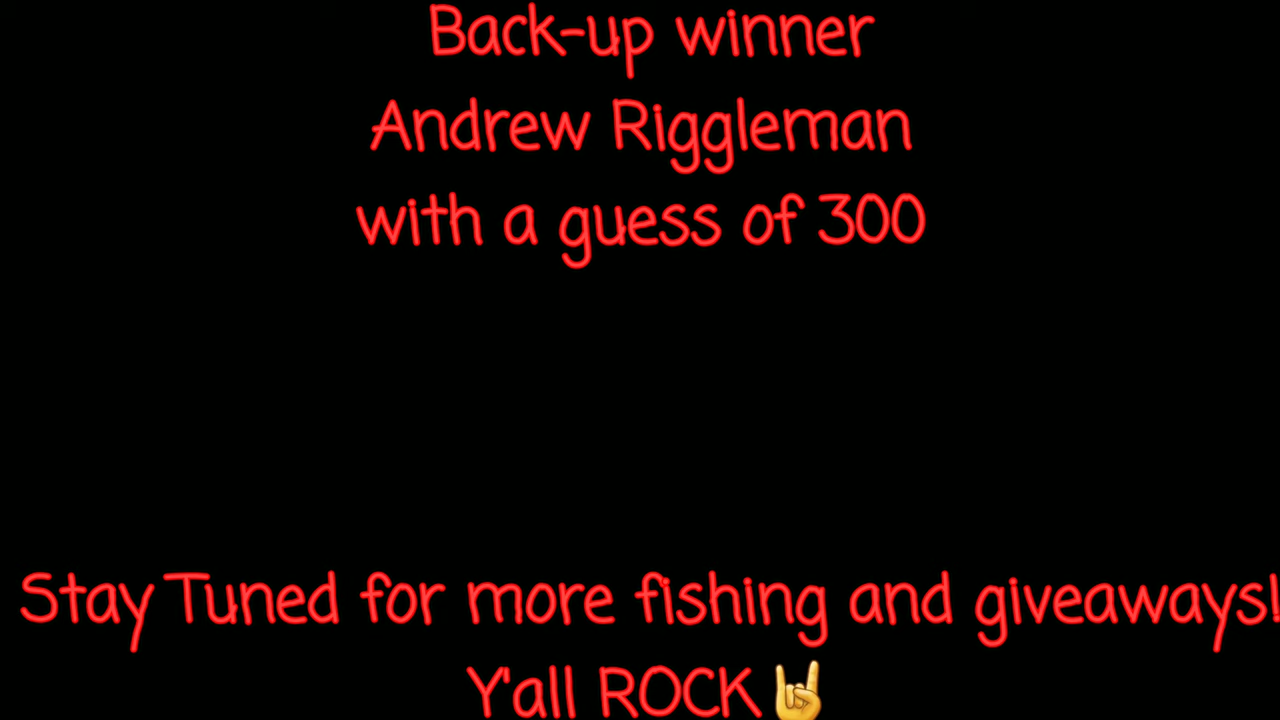 Back-up winner
Andrew Riggleman
with a guess of 300
Stay Tuned for more fishing and giveaways!
Y'all ROCK🤘